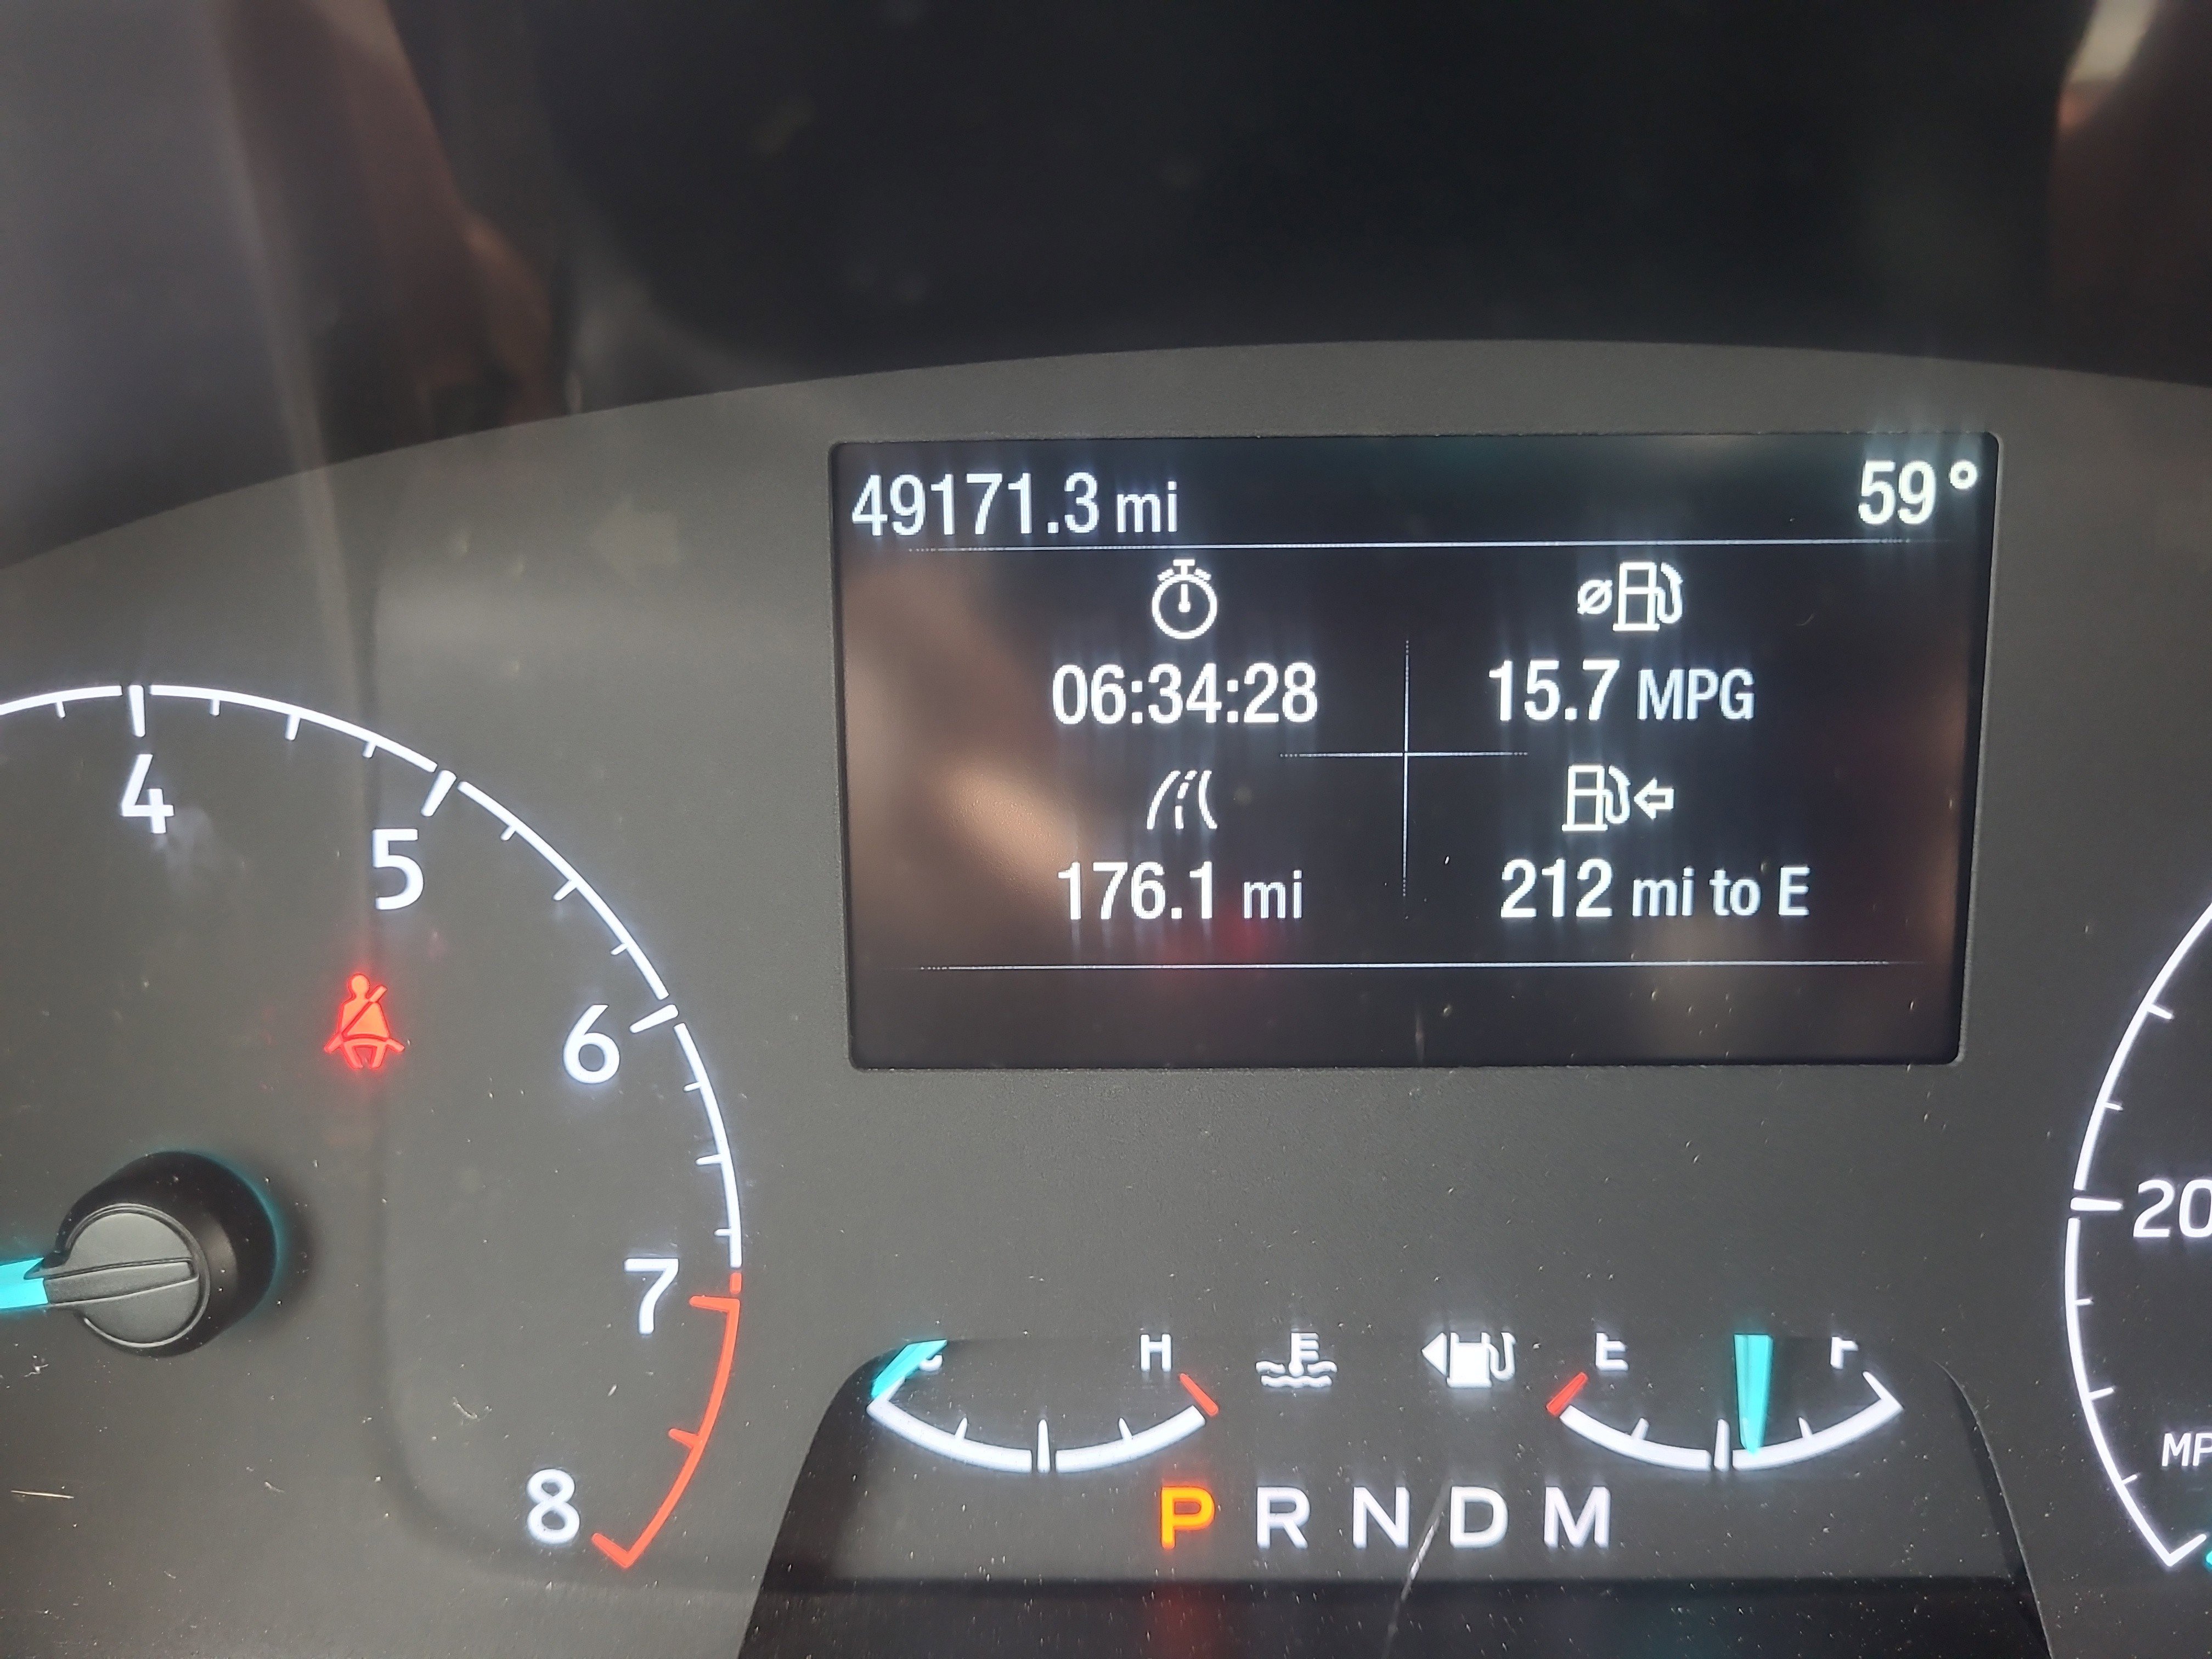 49171.3 mi 59°
06:34:28 15.7 MPG
176.1 mi 212 mi to E
4
5
6
7
8
20
H E F
P R N D M